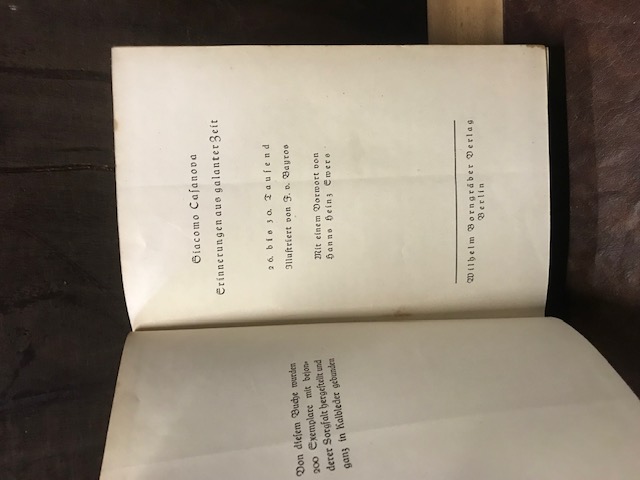 Von diesem Buche wurden
200 Exemplare mit beson-
derer Sorgfalt hergestellt und
ganz in Kalbleder gebunden
Giacomo Casanova
Erinnerungen aus galanter Zeit
26. bis 30. Tausend
Illustriert von F. v. Bayros
Mit einem Vorwort von
Hanns Heinz Ewers
Wilhelm Borngräber Verlag
Berlin